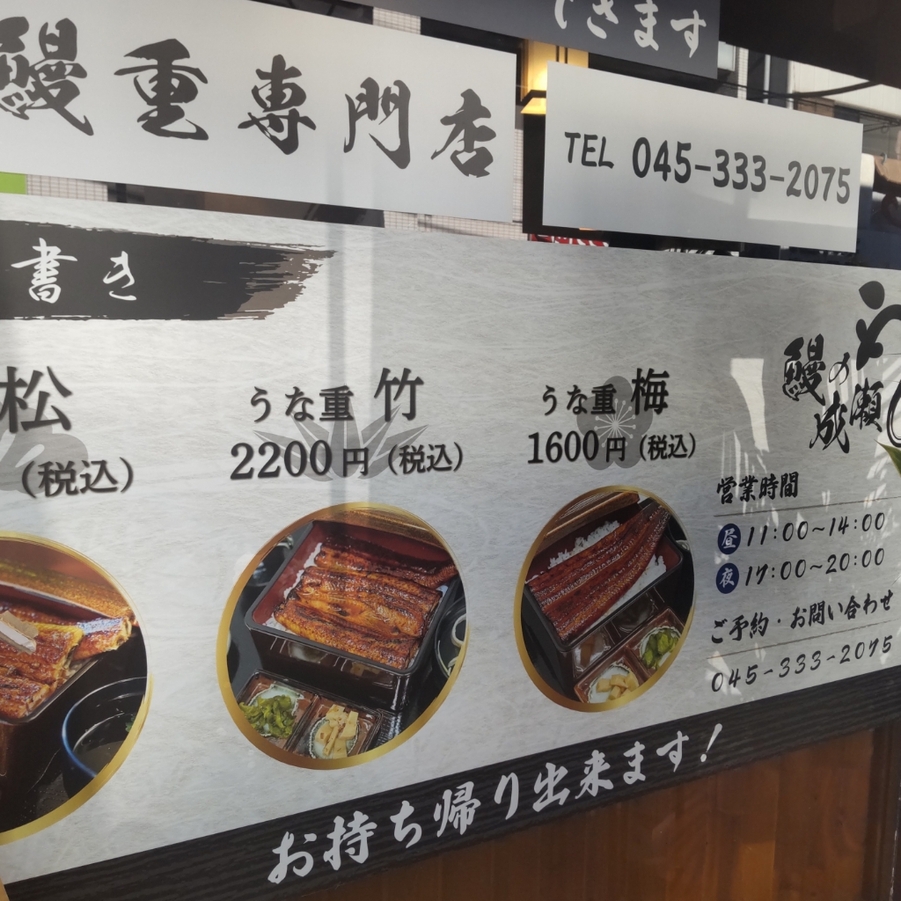 きます
鰻重専門店
TEL 045-333-2075
書き
松
(税込)
うな重 竹
2200円(税込)
うな重 梅
1600円(税込)
鰻の成瀬
営業時間
昼 11:00~14:00
夜 17:00~20:00
ご予約・お問い合わせ
045-333-2075
お持ち帰り出来ます!